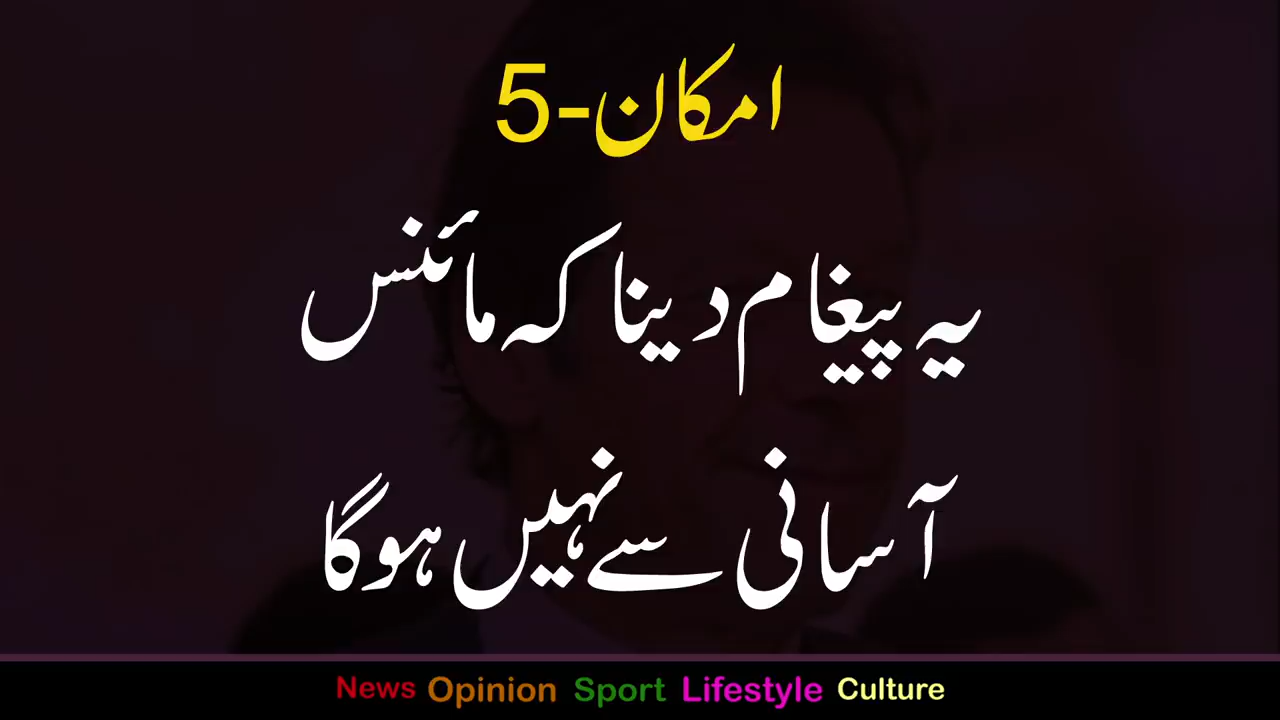 امکان-5
یہ پیغام دینا کہ مائنس
آسانی سے نہیں ہوگا
News Opinion Sport Lifestyle Culture